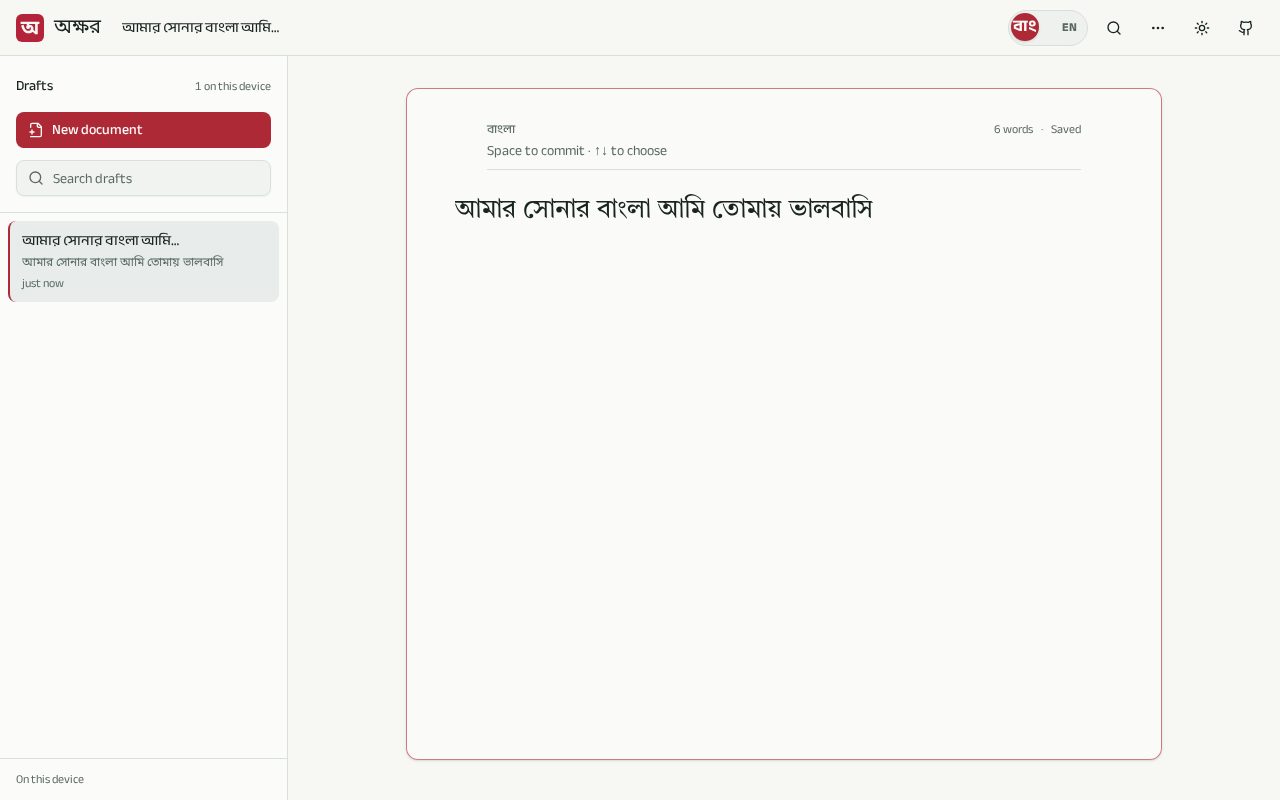 অ অক্ষর আমার সোনার বাংলা আমি... বাং EN
Drafts 1 on this device
New document
Search drafts
আমার সোনার বাংলা আমি...
আমার সোনার বাংলা আমি তোমায় ভালবাসি
just now
On this device
বাংলা 6 words · Saved
Space to commit · ↑↓ to choose
আমার সোনার বাংলা আমি তোমায় ভালবাসি